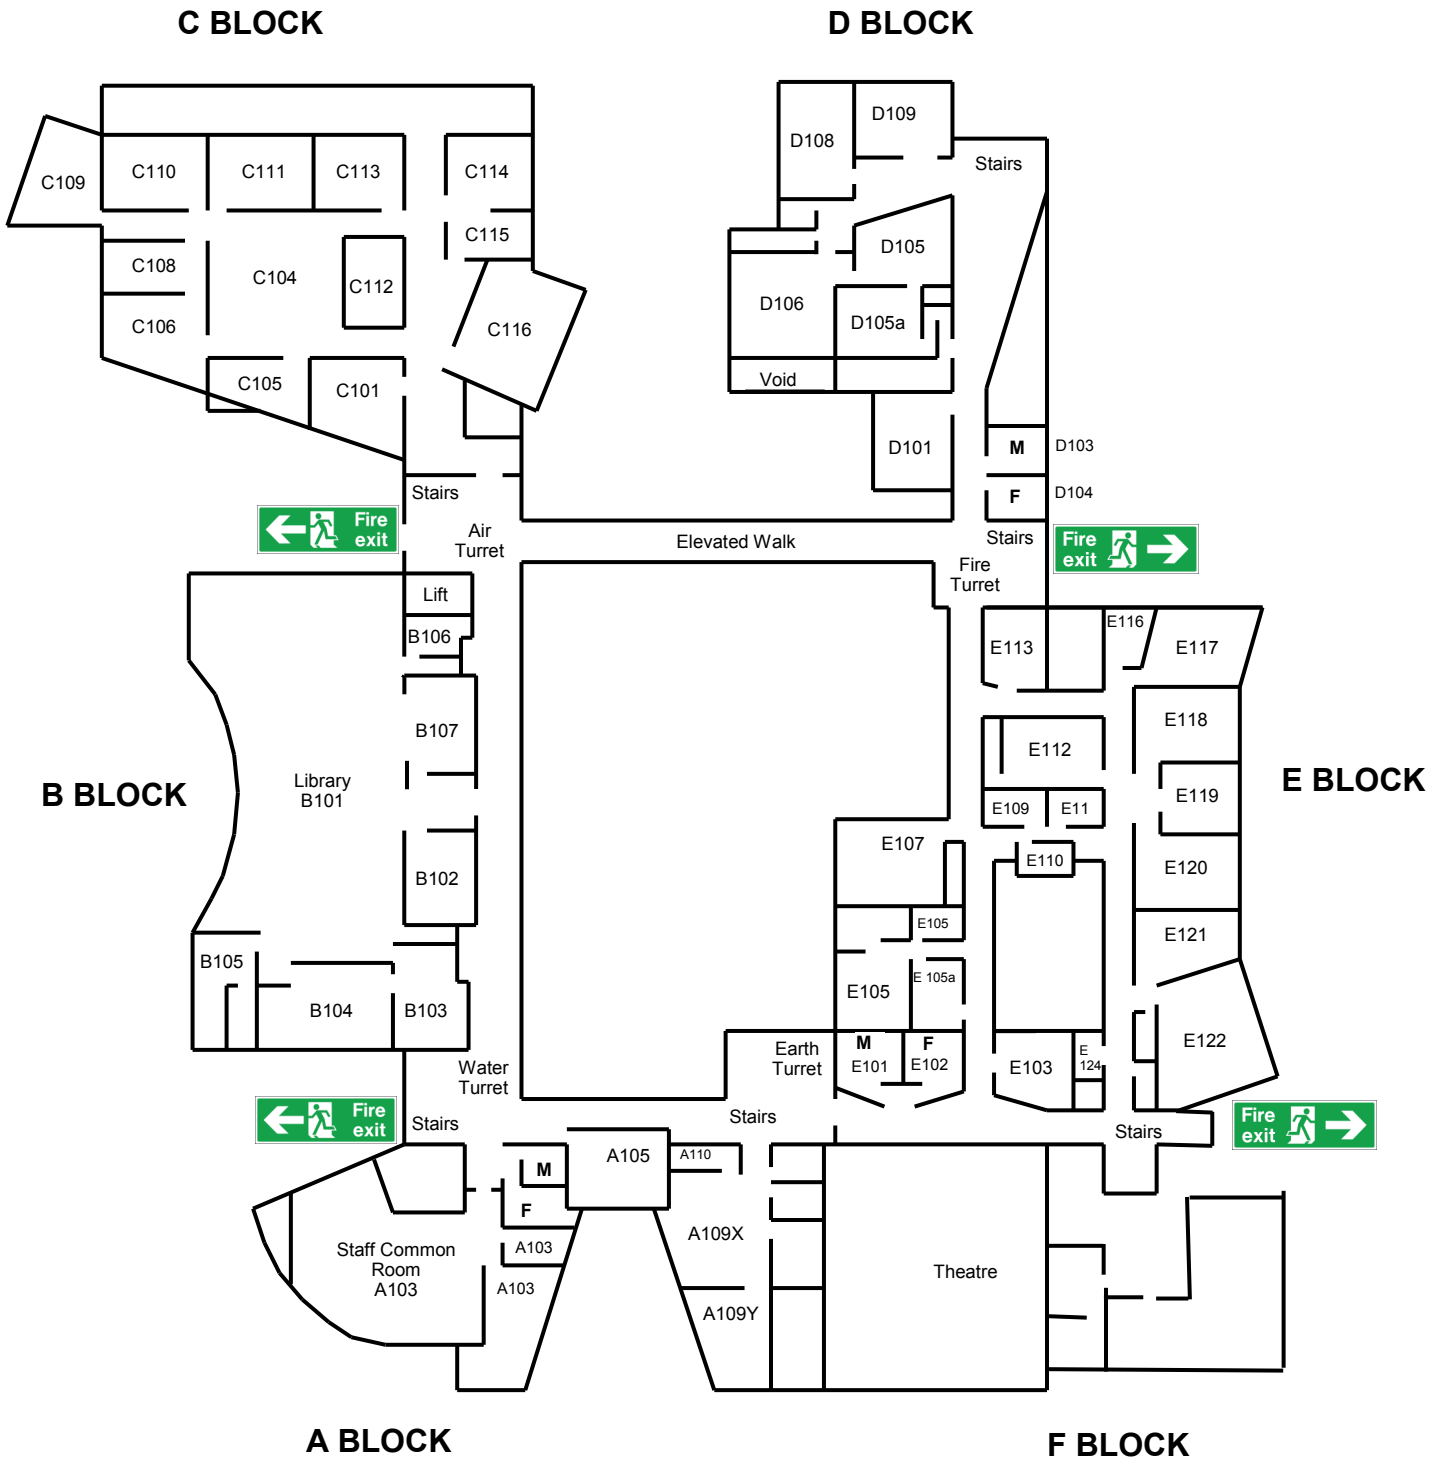 C BLOCK
D BLOCK
C109
C110
C111
C113
C114
C115
C108
C104
C112
C106
C116
C105
C101
D108
D109
Stairs
D105
D106
D105a
Void
D101
M
D103
F
D104
Stairs
Fire
exit
Air
Turret
Elevated Walk
Stairs
Fire
Turret
Fire
exit
Lift
B106
B107
Library
B101
B BLOCK
B102
B105
B104
B103
Water
Turret
E113
E116
E117
E118
E112
E119
E BLOCK
E109
E11
E107
E110
E120
E105
E121
E 105a
E105
E122
Earth
Turret
M
E101
F
E102
E103
E
124
Fire
exit
Stairs
Stairs
Stairs
Fire
exit
M
A105
A110
F
A109X
Staff Common
Room
A103
A103
A103
A109Y
Theatre
A BLOCK
F BLOCK